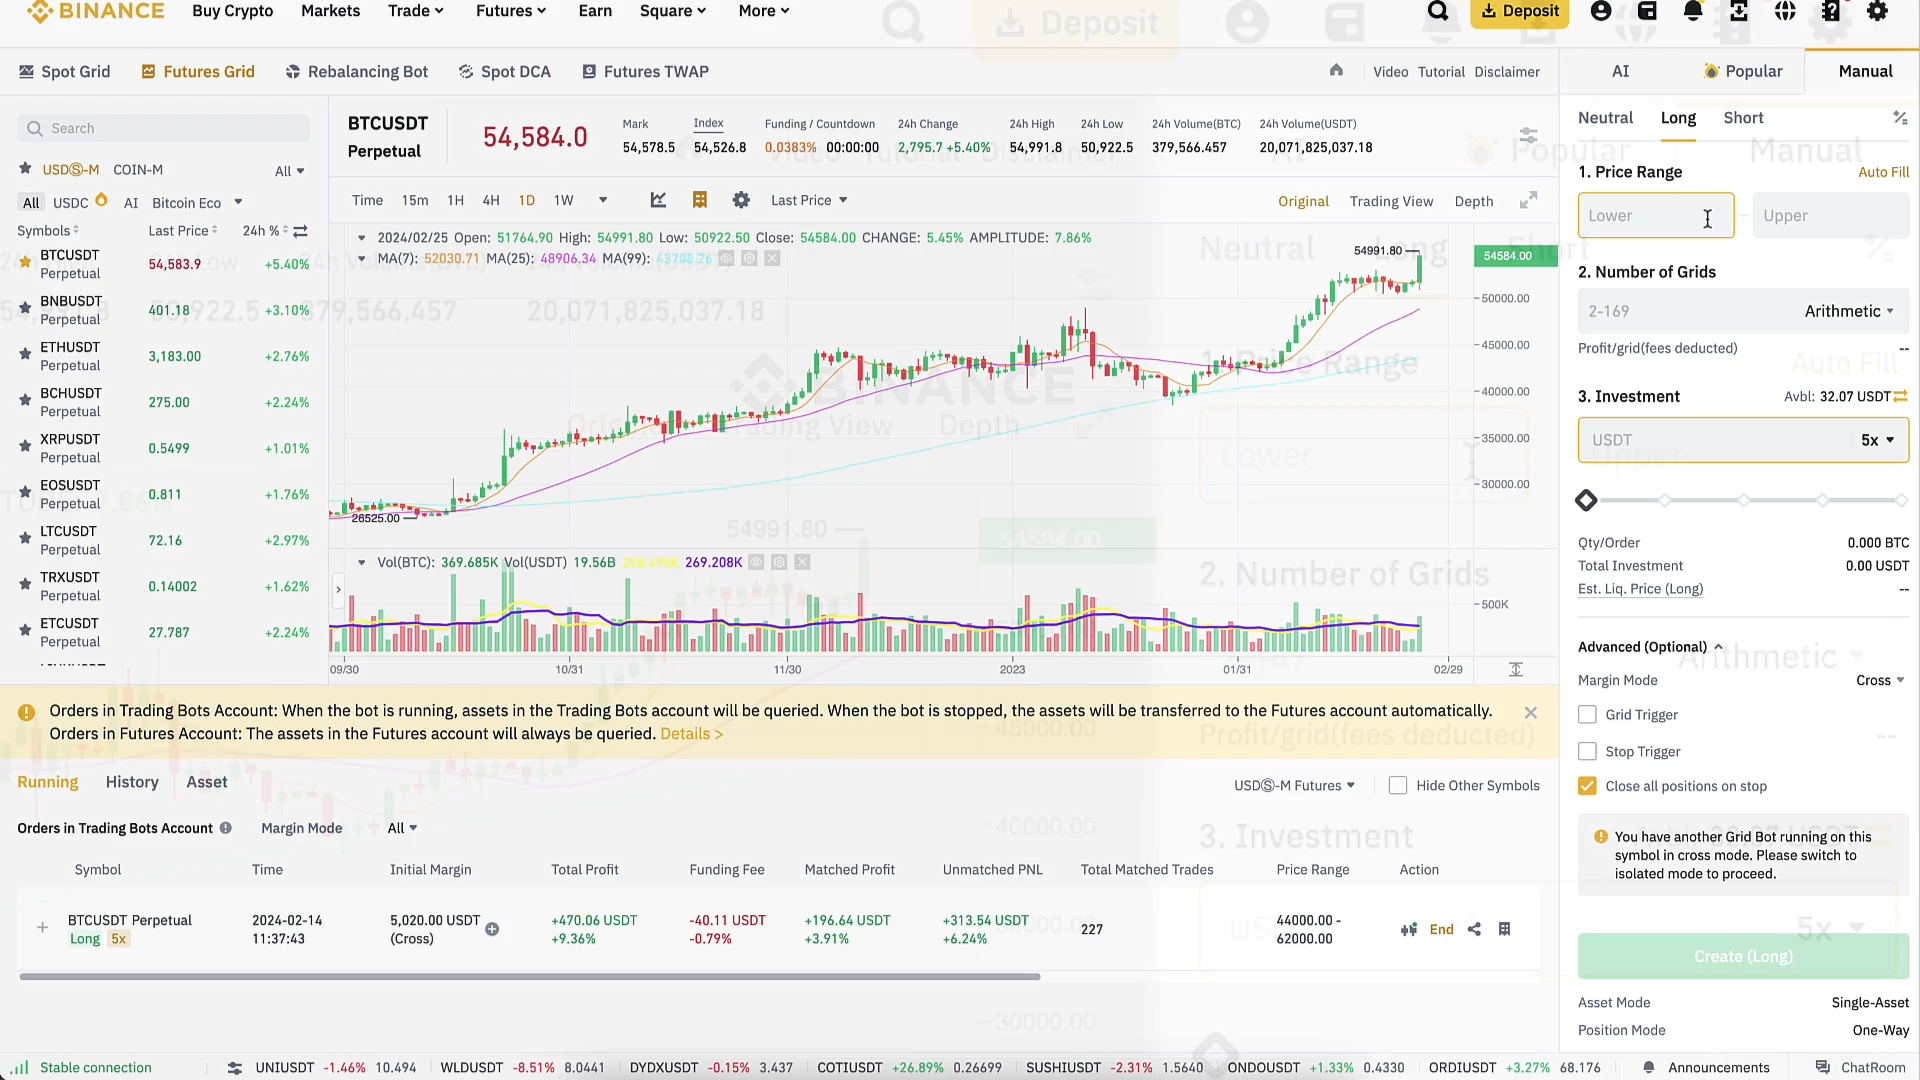 BINANCE
Buy Crypto Markets Trade Futures Earn Square More
Deposit
Spot Grid Futures Grid Rebalancing Bot Spot DCA Futures TWAP
Video Tutorial Disclaimer
AI Popular Manual
Search
USDⓈ-M COIN-M All
All USDC AI Bitcoin Eco
Symbols Last Price 24h %
BTCUSDT
Perpetual 54,583.9 +5.40%
BNBUSDT
Perpetual 401.18 +3.10%
ETHUSDT
Perpetual 3,183.00 +2.76%
BCHUSDT
Perpetual 275.00 +2.24%
XRPUSDT
Perpetual 0.5499 +1.01%
EOSUSDT
Perpetual 0.811 +1.76%
LTCUSDT
Perpetual 72.16 +2.97%
TRXUSDT
Perpetual 0.14002 +1.62%
ETCUSDT
Perpetual 27.787 +2.24%
BTCUSDT
Perpetual
54,584.0
Mark Index Funding / Countdown 24h Change 24h High 24h Low 24h Volume(BTC) 24h Volume(USDT)
54,578.5 54,526.8 0.0383% 00:00:00 2,795.7 +5.40% 54,991.8 50,922.5 379,566.457 20,071,825,037.18
Time 15m 1H 4H 1D 1W Last Price
Original Trading View Depth
2024/02/25 Open: 51764.90 High: 54991.80 Low: 50922.50 Close: 54584.00 CHANGE: 5.45% AMPLITUDE: 7.86%
MA(7): 52030.71 MA(25): 48906.34 MA(99): 43708.26
54991.80
54584.00
50000.00
45000.00
40000.00
35000.00
30000.00
26525.00
BINANCE
Vol(BTC): 369.685K Vol(USDT) 19.56B 269.208K
500K
09/30 10/31 11/30 2023 01/31 02/29
Neutral Long Short
1. Price Range Auto Fill
Lower Upper
2. Number of Grids
2-169 Arithmetic
Profit/grid(fees deducted) --
3. Investment Avbl: 32.07 USDT
USDT 5x
Qty/Order 0.000 BTC
Total Investment 0.00 USDT
Est. Liq. Price (Long) --
Advanced (Optional)
Margin Mode Cross
Grid Trigger
Stop Trigger
Close all positions on stop
You have another Grid Bot running on this
symbol in cross mode. Please switch to
isolated mode to proceed.
Create (Long)
Asset Mode Single-Asset
Position Mode One-Way
Orders in Trading Bots Account: When the bot is running, assets in the Trading Bots account will be queried. When the bot is stopped, the assets will be transferred to the Futures account automatically.
Orders in Futures Account: The assets in the Futures account will always be queried. Details >
Running History Asset
USDⓈ-M Futures Hide Other Symbols
Orders in Trading Bots Account Margin Mode All
Symbol Time Initial Margin Total Profit Funding Fee Matched Profit Unmatched PNL Total Matched Trades Price Range Action
BTCUSDT Perpetual 2024-02-14 5,020.00 USDT +470.06 USDT -40.11 USDT +196.64 USDT +313.54 USDT 227 44000.00 - End
Long 5x 11:37:43 (Cross) +9.36% -0.79% +3.91% +6.24% 62000.00
Stable connection UNIUSDT -1.46% 10.494 WLDUSDT -8.51% 8.0441 DYDXUSDT -0.15% 3.437 COTIUSDT +26.89% 0.26699 SUSHIUSDT -2.31% 1.5640 ONDOUSDT +1.33% 0.4330 ORDIUSDT +3.27% 68.176 Announcements ChatRoom